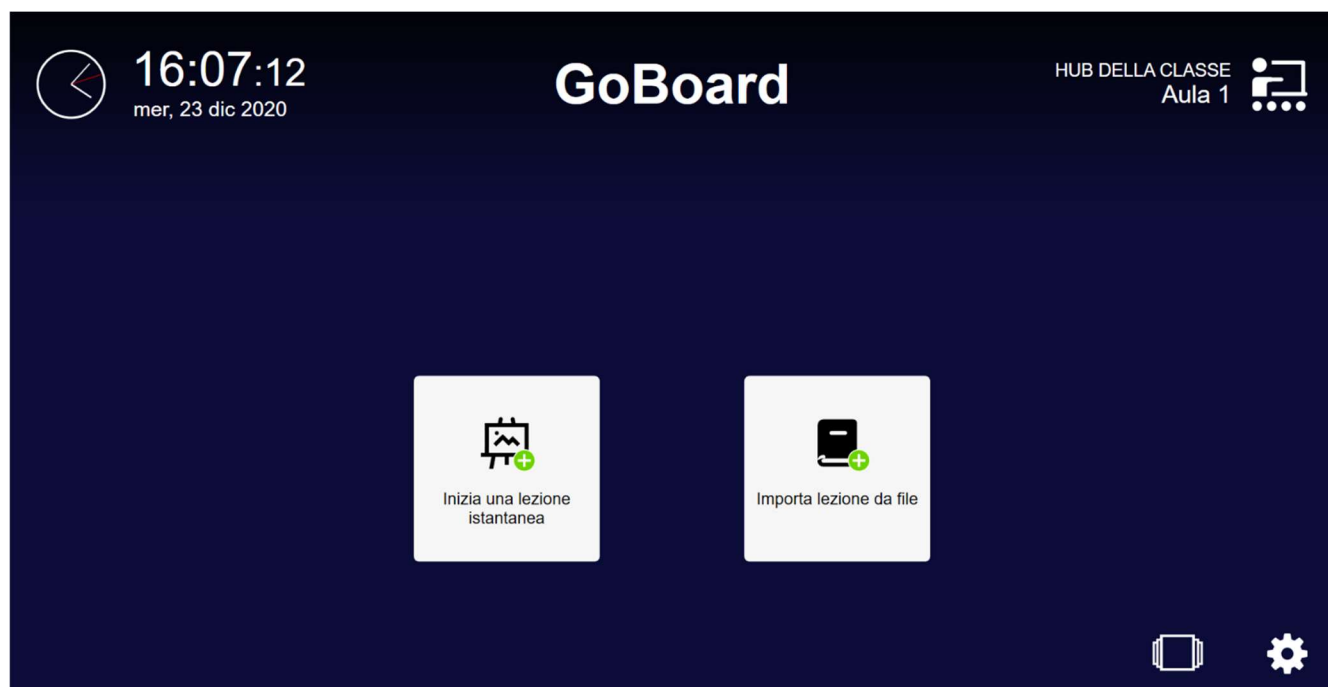 16:07:12
mer, 23 dic 2020
GoBoard
HUB DELLA CLASSE
Aula 1
Inizia una lezione
istantanea
Importa lezione da file